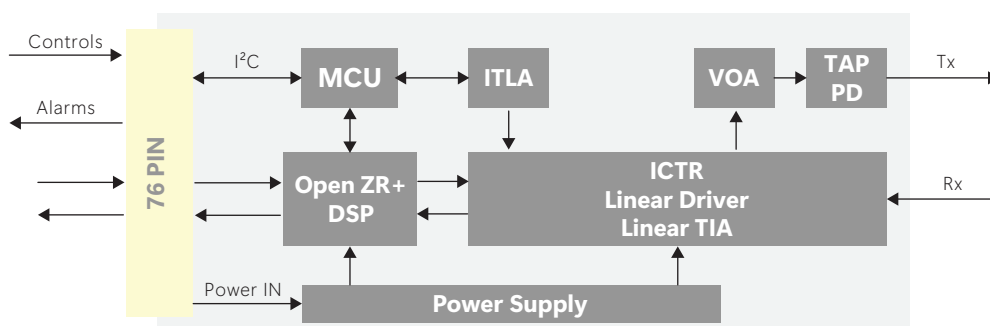 Controls
Alarms
76 PIN
I²C
MCU
ITLA
VOA
TAP
PD
Tx
Open ZR+
DSP
ICTR
Linear Driver
Linear TIA
Rx
Power IN
Power Supply